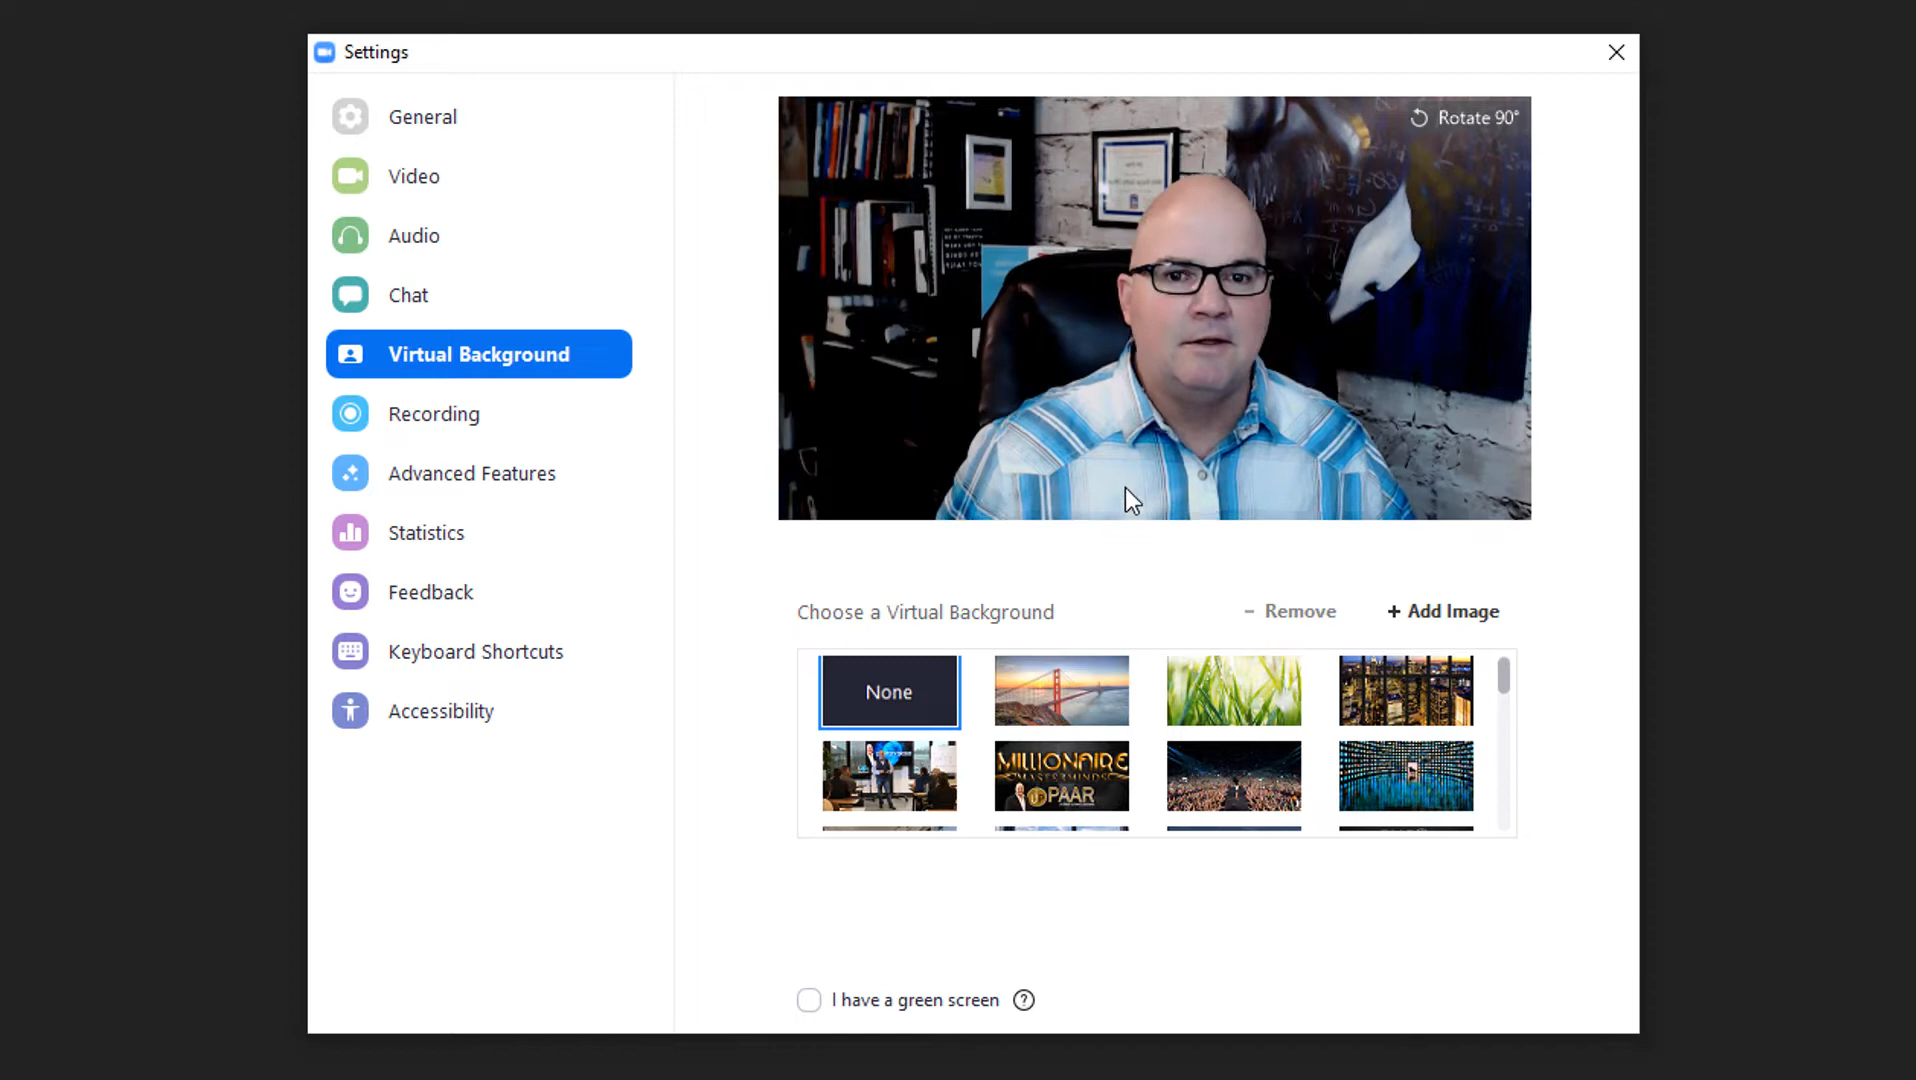 Settings
General
Video
Audio
Chat
Virtual Background
Recording
Advanced Features
Statistics
Feedback
Keyboard Shortcuts
Accessibility
Rotate 90°
Choose a Virtual Background
− Remove
+ Add Image
None
MILLIONAIRE
MASTERMINDS
PAAR
I have a green screen
?